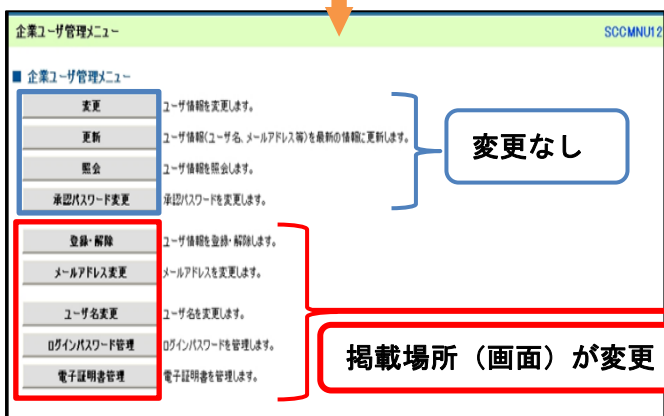 企業ユーザ管理メニュー SCCMNU12
■ 企業ユーザ管理メニュー
変更 ユーザ情報を変更します。
更新 ユーザ情報(ユーザ名、メールアドレス等)を最新の情報に更新します。
照会 ユーザ情報を照会します。
承認パスワード変更 承認パスワードを変更します。
変更なし
登録・解除 ユーザ情報を登録・解除します。
メールアドレス変更 メールアドレスを変更します。
ユーザ名変更 ユーザ名を変更します。
ログインパスワード管理 ログインパスワードを管理します。
電子証明書管理 電子証明書を管理します。
掲載場所（画面）が変更